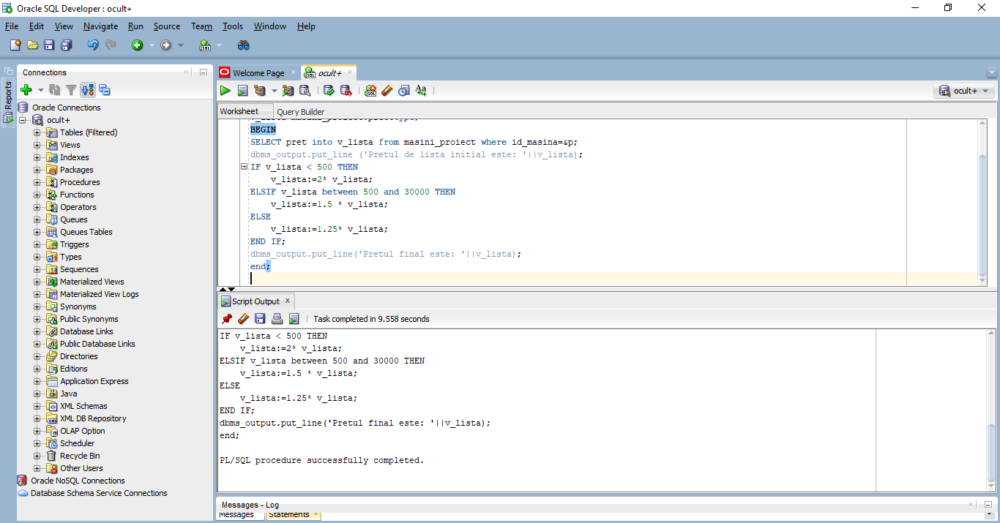 Oracle SQL Developer : ocult+
File Edit View Navigate Run Source Team Tools Window Help
Reports
Connections
Oracle Connections
ocult+
Tables (Filtered)
Views
Indexes
Packages
Procedures
Functions
Operators
Queues
Queues Tables
Triggers
Types
Sequences
Materialized Views
Materialized View Logs
Synonyms
Public Synonyms
Database Links
Public Database Links
Directories
Editions
Application Express
Java
XML Schemas
XML DB Repository
OLAP Option
Scheduler
Recycle Bin
Other Users
Oracle NoSQL Connections
Database Schema Service Connections
Welcome Page ocult+
ocult+
Worksheet Query Builder
BEGIN
SELECT pret into v_lista from masini_proiect where id_masina=&p;
dbms_output.put_line ('Pretul de lista initial este: '||v_lista);
IF v_lista < 500 THEN
v_lista:=2* v_lista;
ELSIF v_lista between 500 and 30000 THEN
v_lista:=1.5 * v_lista;
ELSE
v_lista:=1.25* v_lista;
END IF;
dbms_output.put_line('Pretul final este: '||v_lista);
end;
Script Output
Task completed in 9.558 seconds
IF v_lista < 500 THEN
v_lista:=2* v_lista;
ELSIF v_lista between 500 and 30000 THEN
v_lista:=1.5 * v_lista;
ELSE
v_lista:=1.25* v_lista;
END IF;
dbms_output.put_line('Pretul final este: '||v_lista);
end;
PL/SQL procedure successfully completed.
Messages - Log
Messages Statements